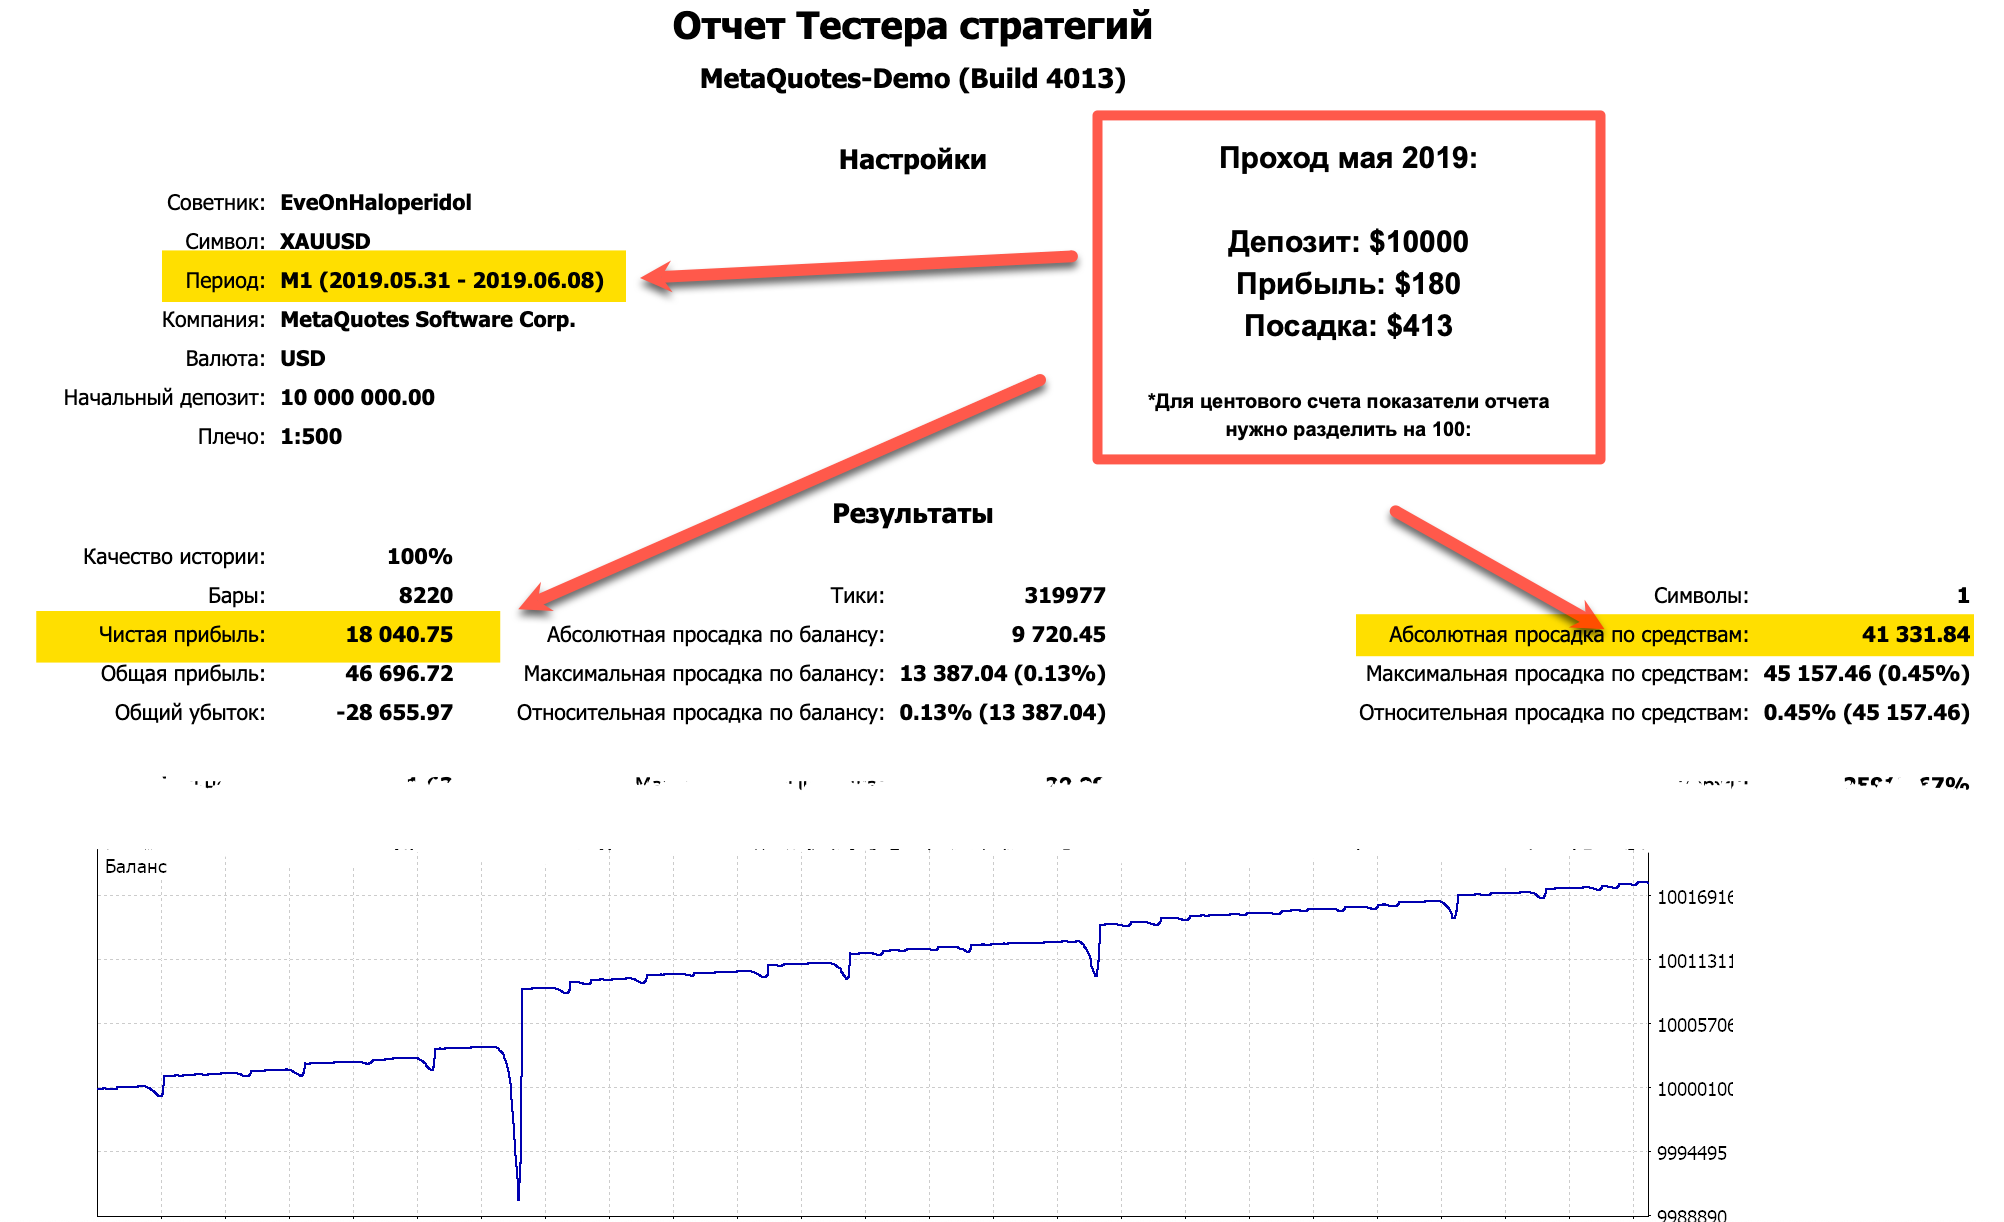 Отчет Тестера стратегий
MetaQuotes-Demo (Build 4013)
Настройки
Советник: EveOnHaloperidol
Символ: XAUUSD
Период: M1 (2019.05.31 - 2019.06.08)
Компания: MetaQuotes Software Corp.
Валюта: USD
Начальный депозит: 10 000 000.00
Плечо: 1:500
Проход мая 2019:
Депозит: $10000
Прибыль: $180
Посадка: $413
*Для центового счета показатели отчета
нужно разделить на 100:
Результаты
Качество истории: 100%
Бары: 8220 Тики: 319977 Символы: 1
Чистая прибыль: 18 040.75 Абсолютная просадка по балансу: 9 720.45 Абсолютная просадка по средствам: 41 331.84
Общая прибыль: 46 696.72 Максимальная просадка по балансу: 13 387.04 (0.13%) Максимальная просадка по средствам: 45 157.46 (0.45%)
Общий убыток: -28 655.97 Относительная просадка по балансу: 0.13% (13 387.04) Относительная просадка по средствам: 0.45% (45 157.46)
Баланс
10016916
10011311
10005706
10000100
9994495
9988890